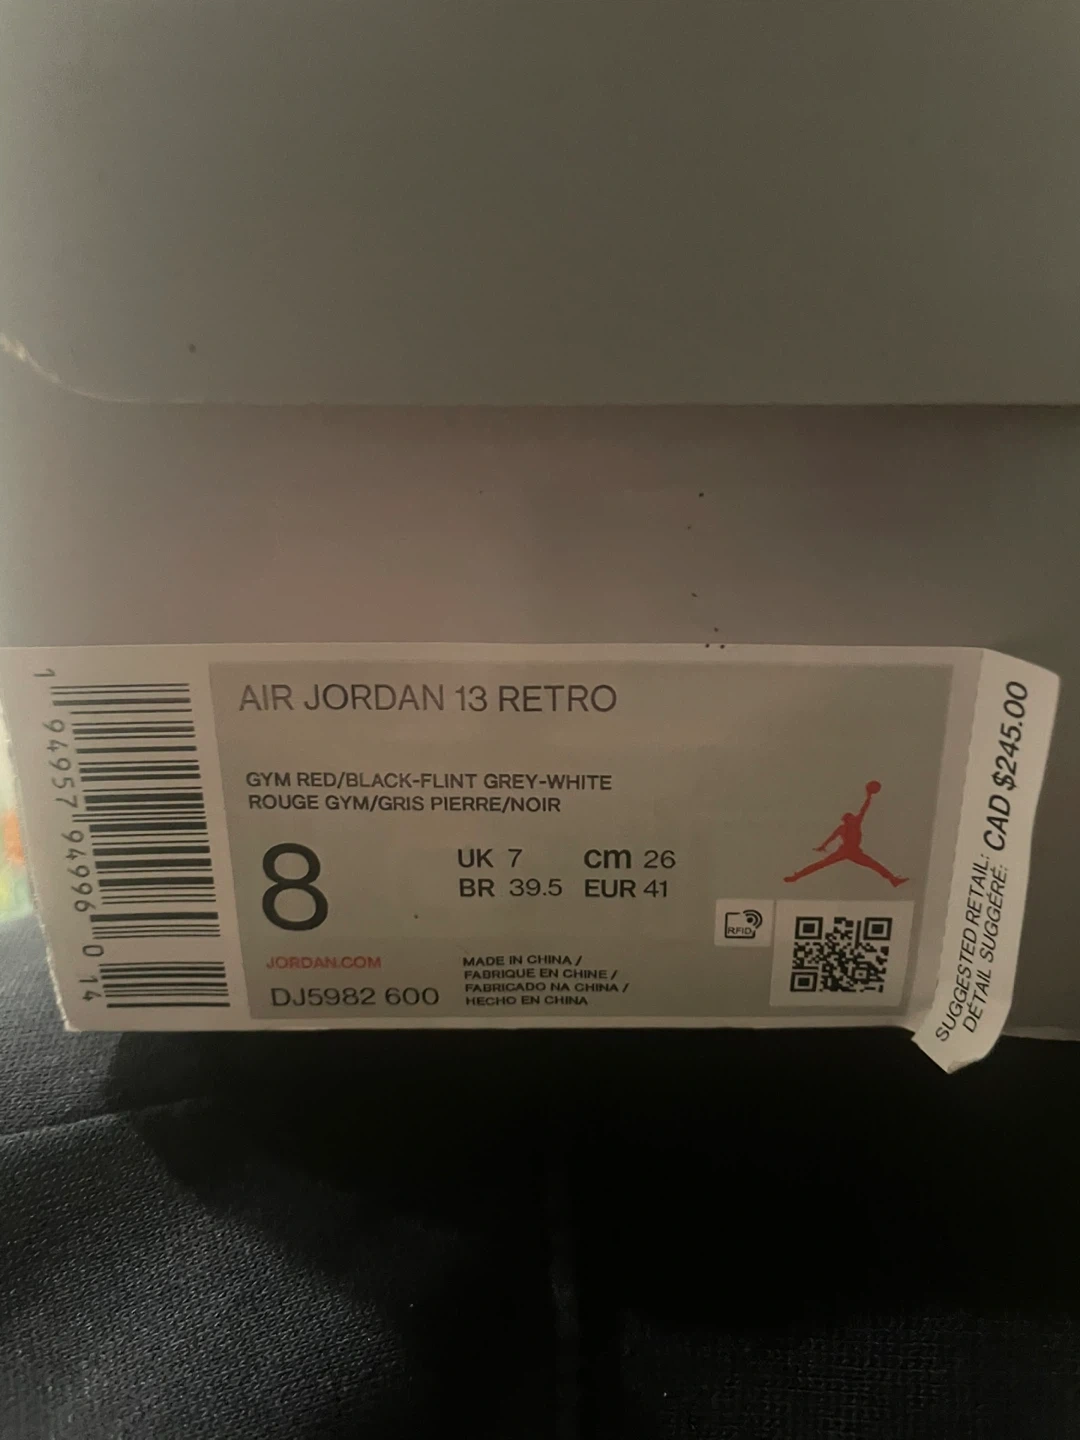 AIR JORDAN 13 RETRO
GYM RED/BLACK-FLINT GREY-WHITE
ROUGE GYM/GRIS PIERRE/NOIR
8
UK 7 cm 26
BR 39.5 EUR 41
JORDAN.COM
DJ5982 600
MADE IN CHINA /
FABRIQUE EN CHINE /
FABRICADO NA CHINA /
HECHO EN CHINA
RFID
1 94957 94996 0 14
SUGGESTED RETAIL: CAD $245.00
DÉTAIL SUGGÉRÉ: